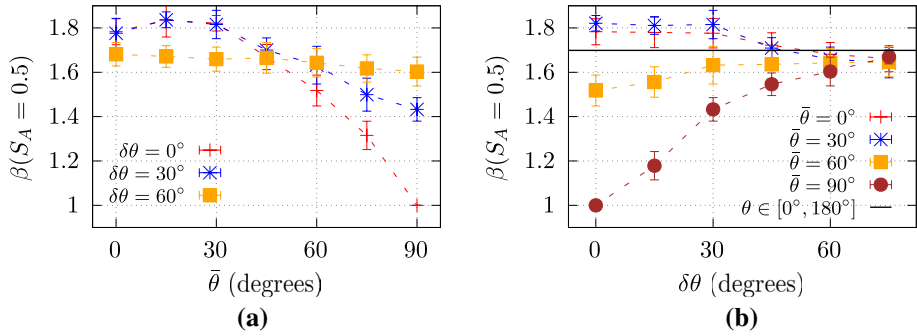 β(S_A = 0.5)
1.8
1.6
1.4
1.2
1
δθ = 0°
δθ = 30°
δθ = 60°
0 30 60 90
θ̄ (degrees)
(a)
β(S_A = 0.5)
1.8
1.6
1.4
1.2
1
θ̄ = 0°
θ̄ = 30°
θ̄ = 60°
θ̄ = 90°
θ ∈ [0°, 180°]
0 30 60
δθ (degrees)
(b)